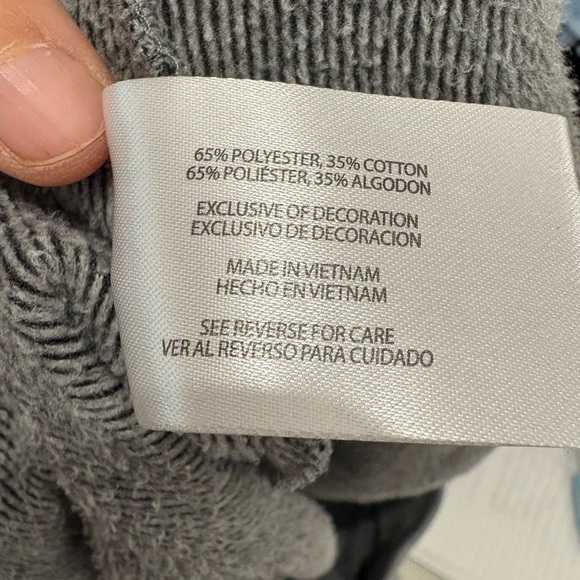 65% POLYESTER, 35% COTTON
65% POLIÉSTER, 35% ALGODON
EXCLUSIVE OF DECORATION
EXCLUSIVO DE DECORACION
MADE IN VIETNAM
HECHO EN VIETNAM
SEE REVERSE FOR CARE
VER AL REVERSO PARA CUIDADO